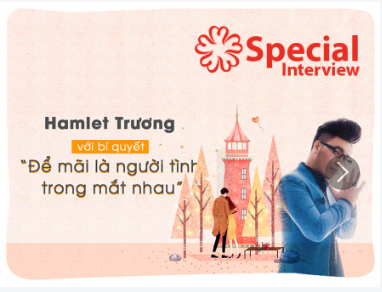 Special
Interview
Hamlet Trương
với bí quyết
“Để mãi là người tình
trong mắt nhau”